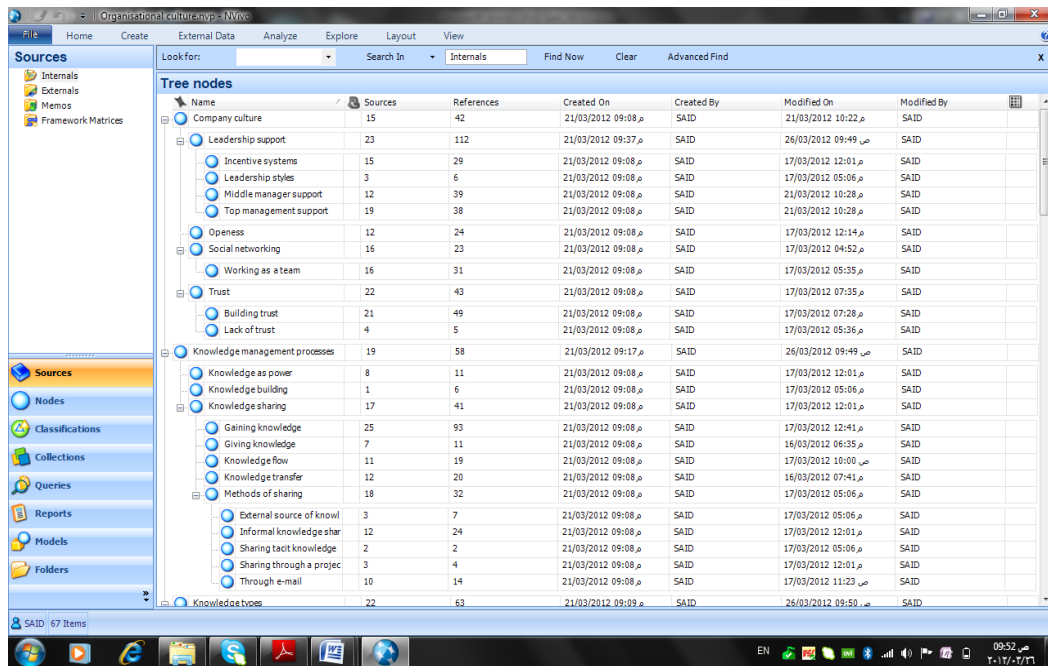 Organisational culture.nvp - NVivo
File Home Create External Data Analyze Explore Layout View
Sources
Look for: Search In Internals Find Now Clear Advanced Find x
Internals
Externals
Memos
Framework Matrices
Tree nodes
Name Sources References Created On Created By Modified On Modified By
Company culture 15 42 21/03/2012 09:08 م SAID 21/03/2012 10:22 م SAID
Leadership support 23 112 21/03/2012 09:37 م SAID 26/03/2012 09:49 ص SAID
Incentive systems 15 29 21/03/2012 09:08 م SAID 17/03/2012 12:01 م SAID
Leadership styles 3 6 21/03/2012 09:08 م SAID 17/03/2012 05:06 م SAID
Middle manager support 12 39 21/03/2012 09:08 م SAID 21/03/2012 10:28 م SAID
Top management support 19 38 21/03/2012 09:08 م SAID 21/03/2012 10:28 م SAID
Openess 12 24 21/03/2012 09:08 م SAID 17/03/2012 12:14 م SAID
Social networking 16 23 21/03/2012 09:08 م SAID 17/03/2012 04:52 م SAID
Working as a team 16 31 21/03/2012 09:08 م SAID 17/03/2012 05:35 م SAID
Trust 22 43 21/03/2012 09:08 م SAID 17/03/2012 07:35 م SAID
Building trust 21 49 21/03/2012 09:08 م SAID 17/03/2012 07:28 م SAID
Lack of trust 4 5 21/03/2012 09:08 م SAID 17/03/2012 05:36 م SAID
Knowledge management processes 19 58 21/03/2012 09:17 م SAID 26/03/2012 09:49 ص SAID
Knowledge as power 8 11 21/03/2012 09:08 م SAID 17/03/2012 12:01 م SAID
Knowledge building 1 6 21/03/2012 09:08 م SAID 17/03/2012 05:06 م SAID
Knowledge sharing 17 41 21/03/2012 09:08 م SAID 17/03/2012 12:01 م SAID
Gaining knowledge 25 93 21/03/2012 09:08 م SAID 17/03/2012 12:41 م SAID
Giving knowledge 7 11 21/03/2012 09:08 م SAID 16/03/2012 06:35 م SAID
Knowledge flow 11 19 21/03/2012 09:08 م SAID 17/03/2012 10:00 ص SAID
Knowledge transfer 12 20 21/03/2012 09:08 م SAID 16/03/2012 07:41 م SAID
Methods of sharing 18 32 21/03/2012 09:08 م SAID 17/03/2012 05:06 م SAID
External source of knowl 3 7 21/03/2012 09:08 م SAID 17/03/2012 05:06 م SAID
Informal knowledge shar 12 24 21/03/2012 09:08 م SAID 17/03/2012 12:01 م SAID
Sharing tacit knowledge 2 2 21/03/2012 09:08 م SAID 17/03/2012 05:06 م SAID
Sharing through a projec 3 4 21/03/2012 09:08 م SAID 17/03/2012 12:01 م SAID
Through e-mail 10 14 21/03/2012 09:08 م SAID 17/03/2012 11:23 ص SAID
Knowledge types 22 63 21/03/2012 09:09 م SAID 26/03/2012 09:50 ص SAID
Sources
Nodes
Classifications
Collections
Queries
Reports
Models
Folders
SAID 67 Items
EN 09:52 ص
٢٠١٢/٠٣/٢٦